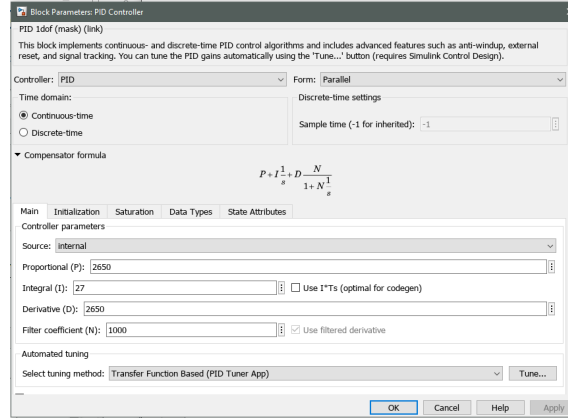 Block Parameters: PID Controller
PID 1dof (mask) (link)
This block implements continuous- and discrete-time PID control algorithms and includes advanced features such as anti-windup, external
reset, and signal tracking. You can tune the PID gains automatically using the 'Tune...' button (requires Simulink Control Design).
Controller: PID Form: Parallel
Time domain: Discrete-time settings
Continuous-time
Sample time (-1 for inherited): -1
Discrete-time
Compensator formula
P + I 1/s + D N/(1 + N 1/s)
Main Initialization Saturation Data Types State Attributes
Controller parameters
Source: internal
Proportional (P): 2650
Integral (I): 27 Use I*Ts (optimal for codegen)
Derivative (D): 2650
Filter coefficient (N): 1000 Use filtered derivative
Automated tuning
Select tuning method: Transfer Function Based (PID Tuner App) Tune...
OK Cancel Help Apply